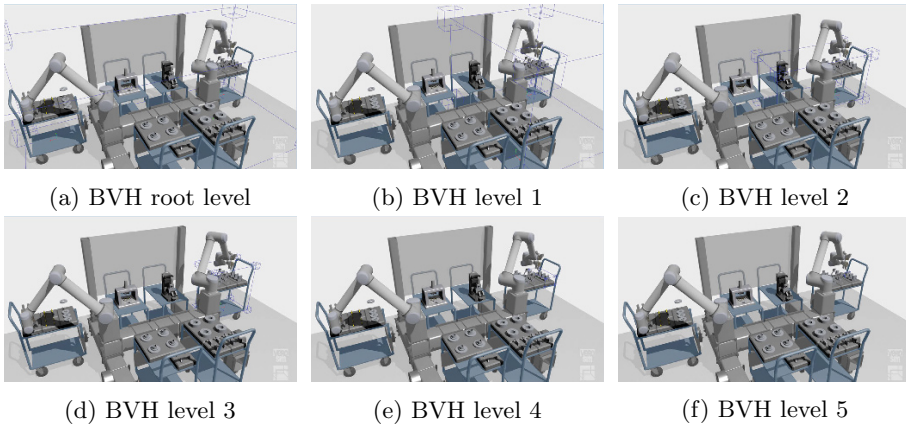 (a) BVH root level
(b) BVH level 1
(c) BVH level 2
(d) BVH level 3
(e) BVH level 4
(f) BVH level 5